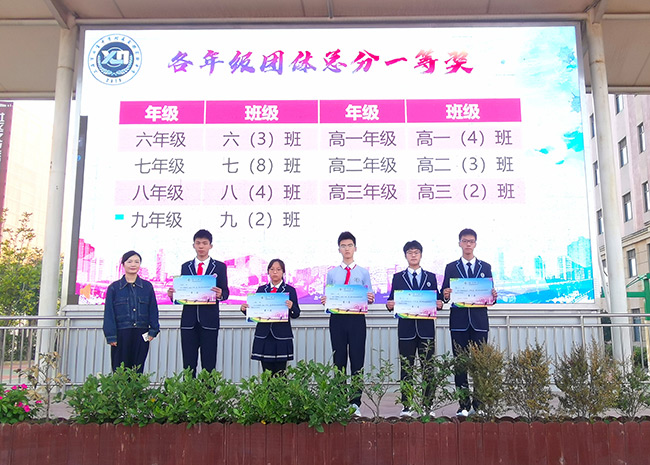 各年级团体总分一等奖
年级 班级 年级 班级
六年级 六（3）班 高一年级 高一（4）班
七年级 七（8）班 高二年级 高二（3）班
八年级 八（4）班 高三年级 高三（2）班
九年级 九（2）班